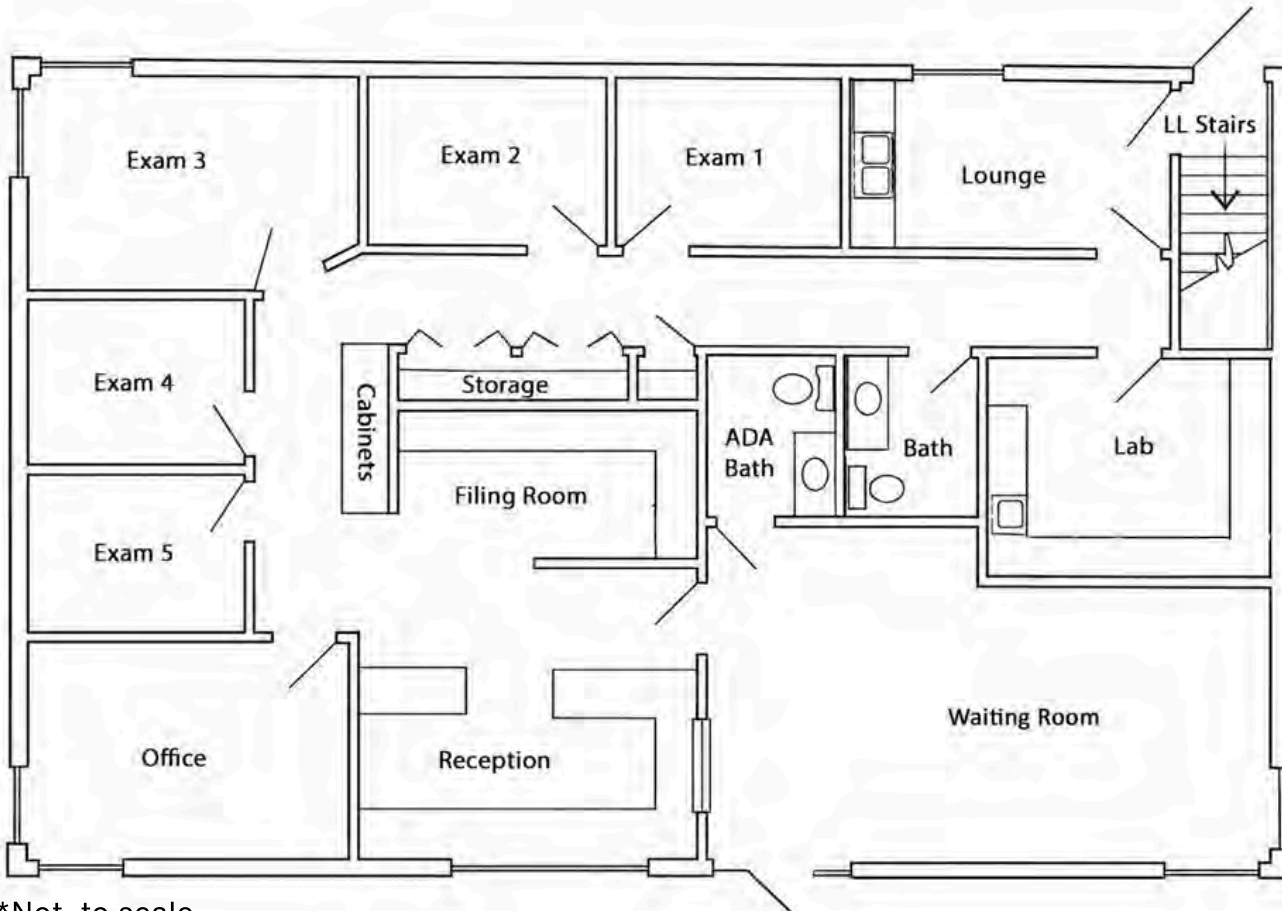 LL Stairs
Exam 3
Exam 2
Exam 1
Lounge
Exam 4
Cabinets
Storage
ADA
Bath
Bath
Lab
Filing Room
Exam 5
Office
Reception
Waiting Room
*Not to scale